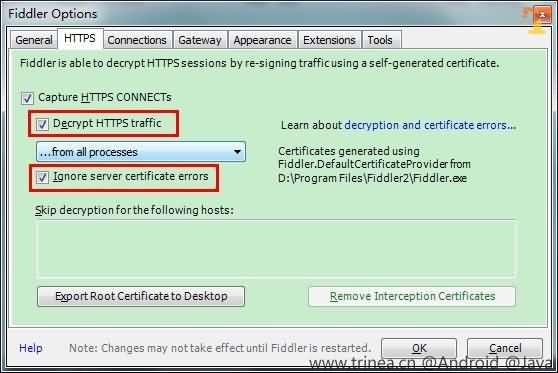 Fiddler Options
General HTTPS Connections Gateway Appearance Extensions Tools
Fiddler is able to decrypt HTTPS sessions by re-signing traffic using a self-generated certificate.
Capture HTTPS CONNECTs
Decrypt HTTPS traffic
Learn about decryption and certificate errors...
...from all processes
Certificates generated using
Fiddler.DefaultCertificateProvider from
D:\Program Files\Fiddler2\Fiddler.exe
Ignore server certificate errors
Skip decryption for the following hosts:
Export Root Certificate to Desktop
Remove Interception Certificates
Help
Note: Changes may not take effect until Fiddler is restarted.
OK
Cancel
www.trinea.cn @Android @Java